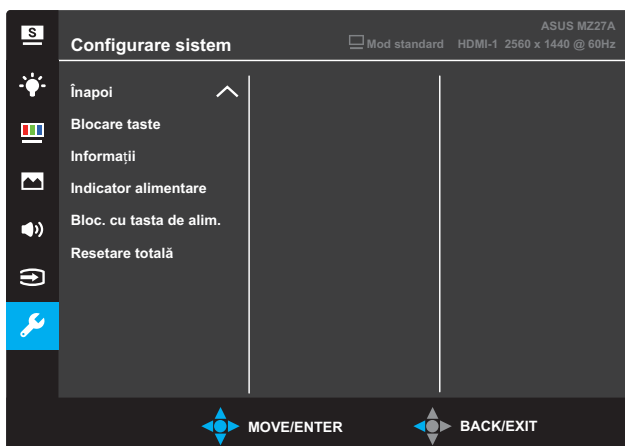 S
ASUS MZ27A
Configurare sistem
Mod standard HDMI-1 2560 x 1440 @ 60Hz
Înapoi
Blocare taste
Informații
Indicator alimentare
Bloc. cu tasta de alim.
Resetare totală
MOVE/ENTER BACK/EXIT